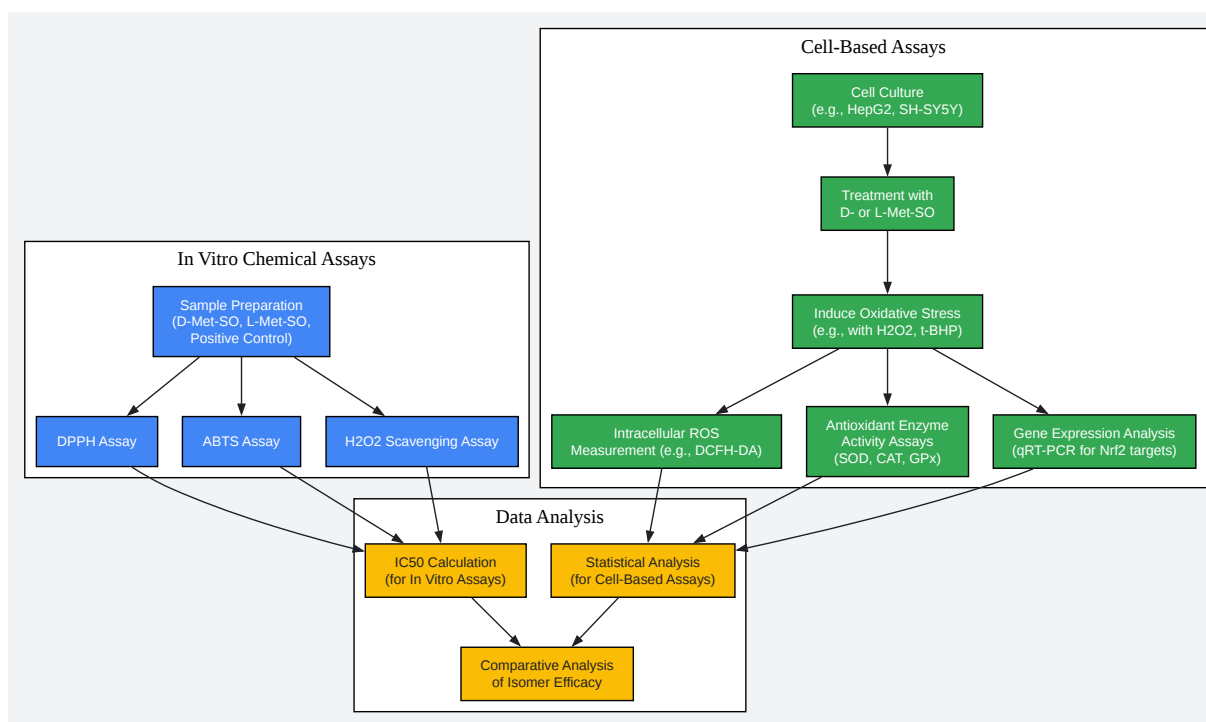 Cell-Based Assays
Cell Culture
(e.g., HepG2, SH-SY5Y)
Treatment with
D- or L-Met-SO
Induce Oxidative Stress
(e.g., with H2O2, t-BHP)
Intracellular ROS
Measurement (e.g., DCFH-DA)
Antioxidant Enzyme
Activity Assays
(SOD, CAT, GPx)
Gene Expression Analysis
(qRT-PCR for Nrf2 targets)
In Vitro Chemical Assays
Sample Preparation
(D-Met-SO, L-Met-SO,
Positive Control)
DPPH Assay
ABTS Assay
H2O2 Scavenging Assay
Data Analysis
IC50 Calculation
(for In Vitro Assays)
Statistical Analysis
(for Cell-Based Assays)
Comparative Analysis
of Isomer Efficacy